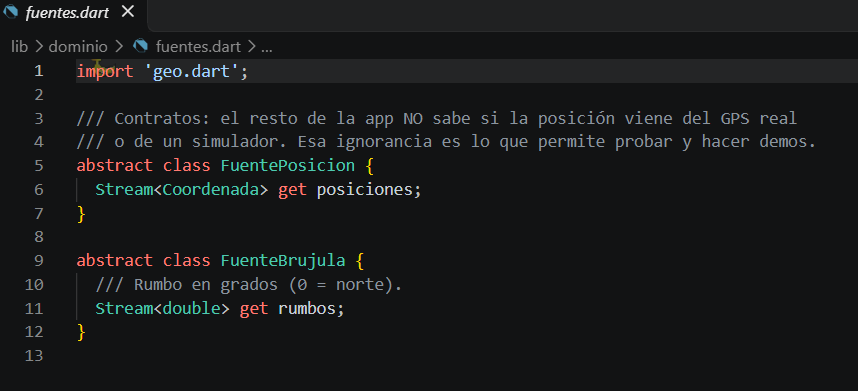 fuentes.dart
lib > dominio > fuentes.dart > ...
1 import 'geo.dart';
2
3 /// Contratos: el resto de la app NO sabe si la posición viene del GPS real
4 /// o de un simulador. Esa ignorancia es lo que permite probar y hacer demos.
5 abstract class FuentePosicion {
6   Stream<Coordenada> get posiciones;
7 }
8
9 abstract class FuenteBrujula {
10   /// Rumbo en grados (0 = norte).
11   Stream<double> get rumbos;
12 }
13